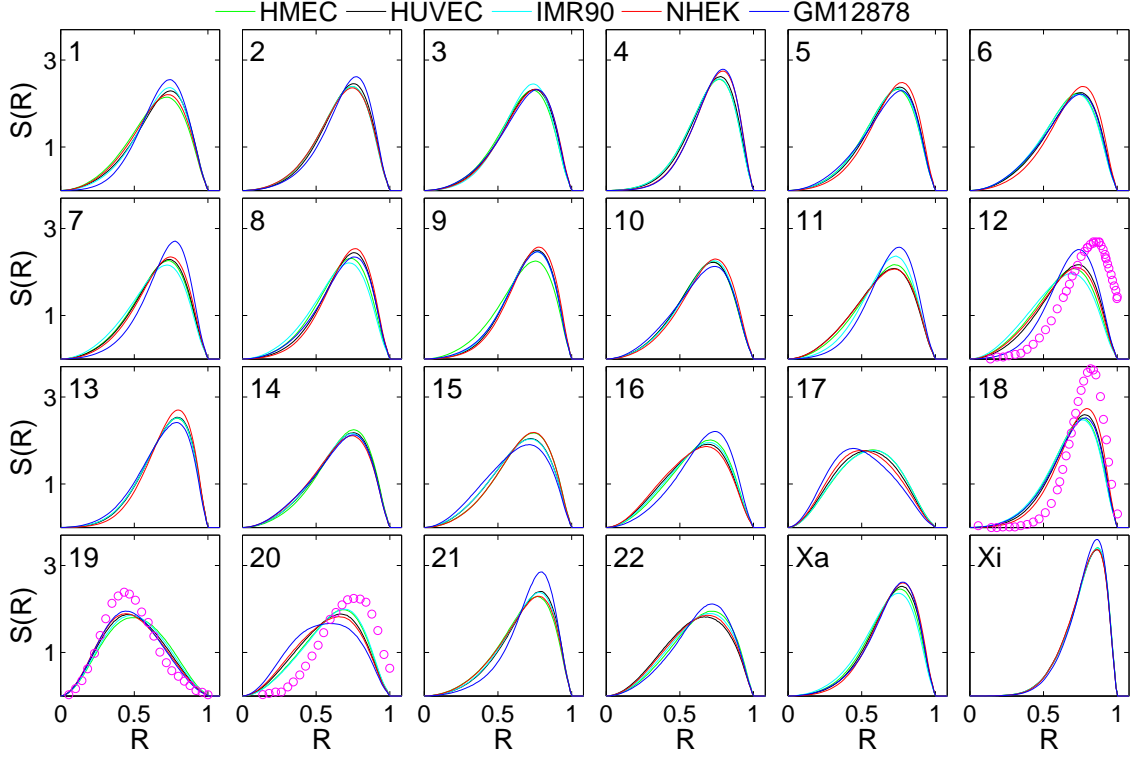 HMEC HUVEC IMR90 NHEK GM12878
S(R) 3 1 1 2 3 4 5 6
S(R) 3 1 7 8 9 10 11 12
S(R) 3 1 13 14 15 16 17 18
S(R) 3 1 19 20 21 22 Xa Xi
0 0.5 1 0 0.5 1 0 0.5 1 0 0.5 1 0 0.5 1 0 0.5 1
R R R R R R